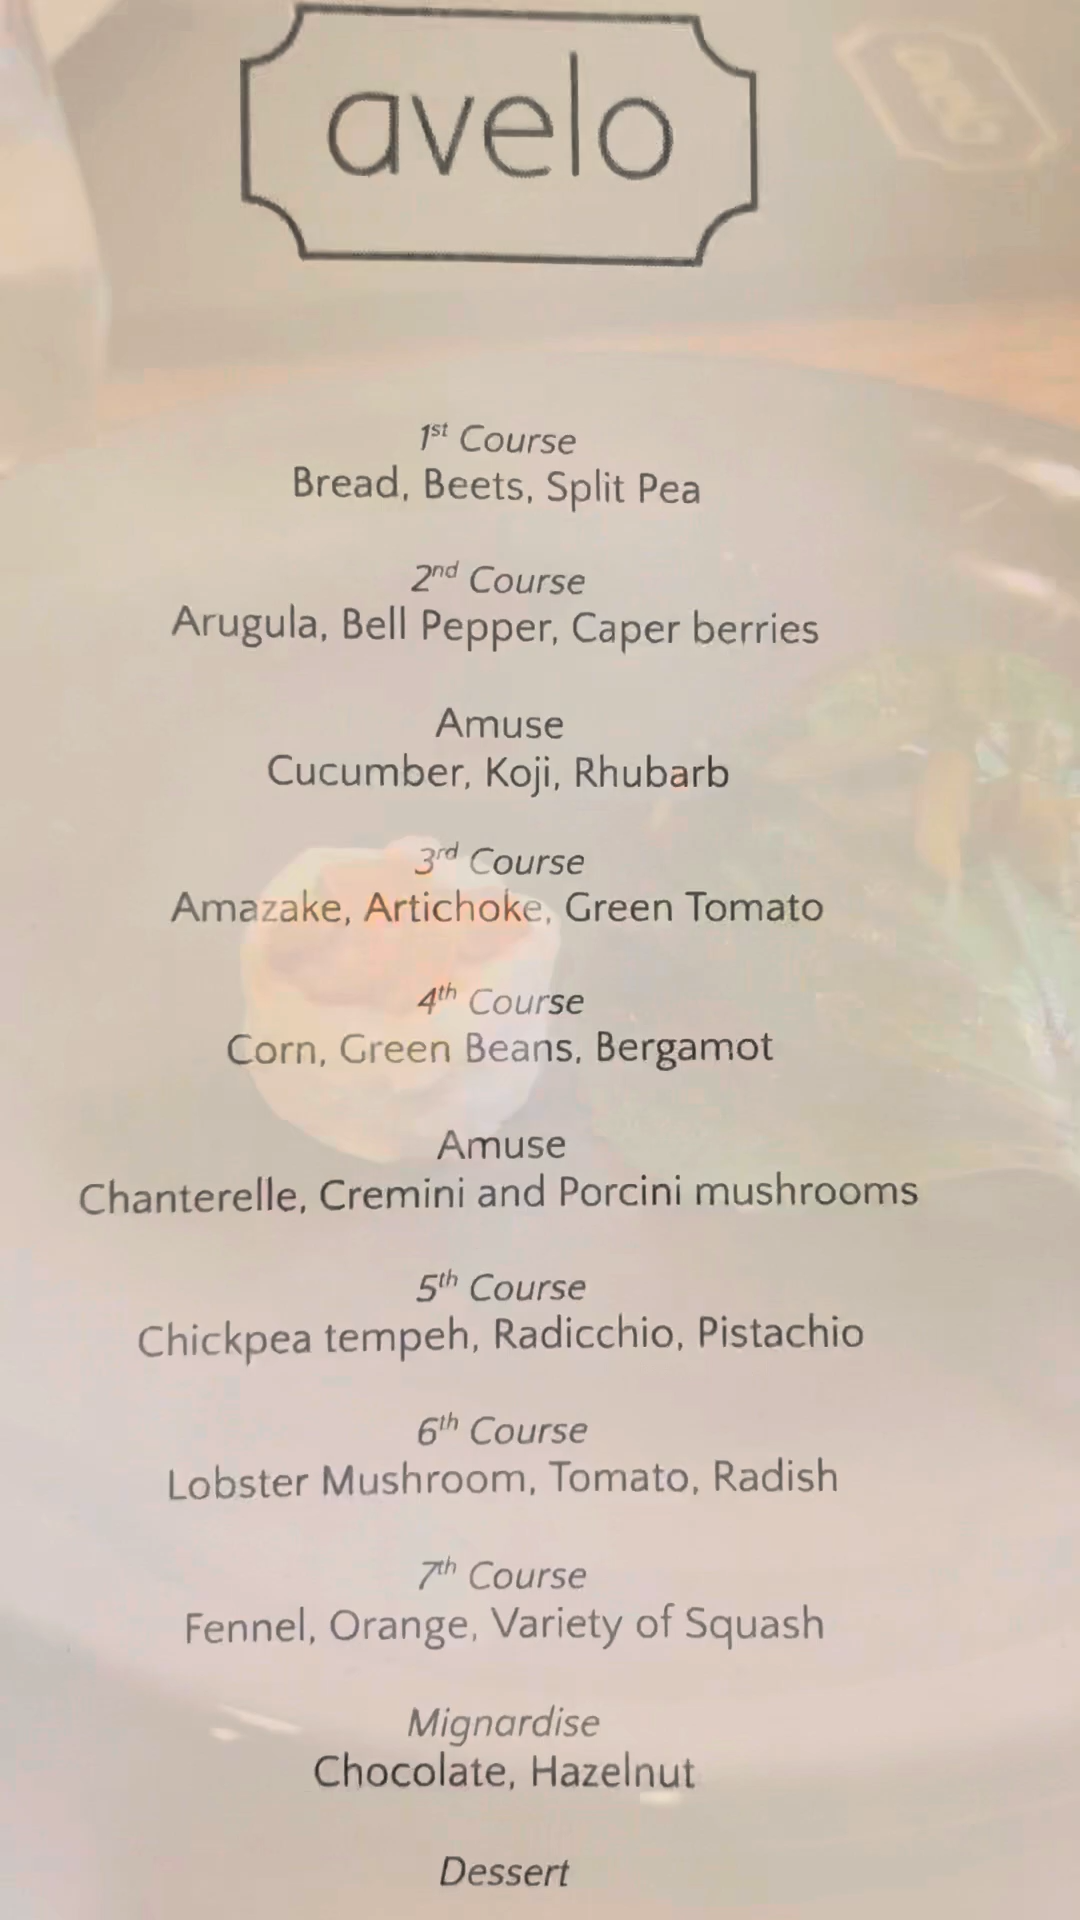 avelo
1st Course
Bread, Beets, Split Pea
2nd Course
Arugula, Bell Pepper, Caper berries
Amuse
Cucumber, Koji, Rhubarb
3rd Course
Amazake, Artichoke, Green Tomato
4th Course
Corn, Green Beans, Bergamot
Amuse
Chanterelle, Cremini and Porcini mushrooms
5th Course
Chickpea tempeh, Radicchio, Pistachio
6th Course
Lobster Mushroom, Tomato, Radish
7th Course
Fennel, Orange, Variety of Squash
Mignardise
Chocolate, Hazelnut
Dessert